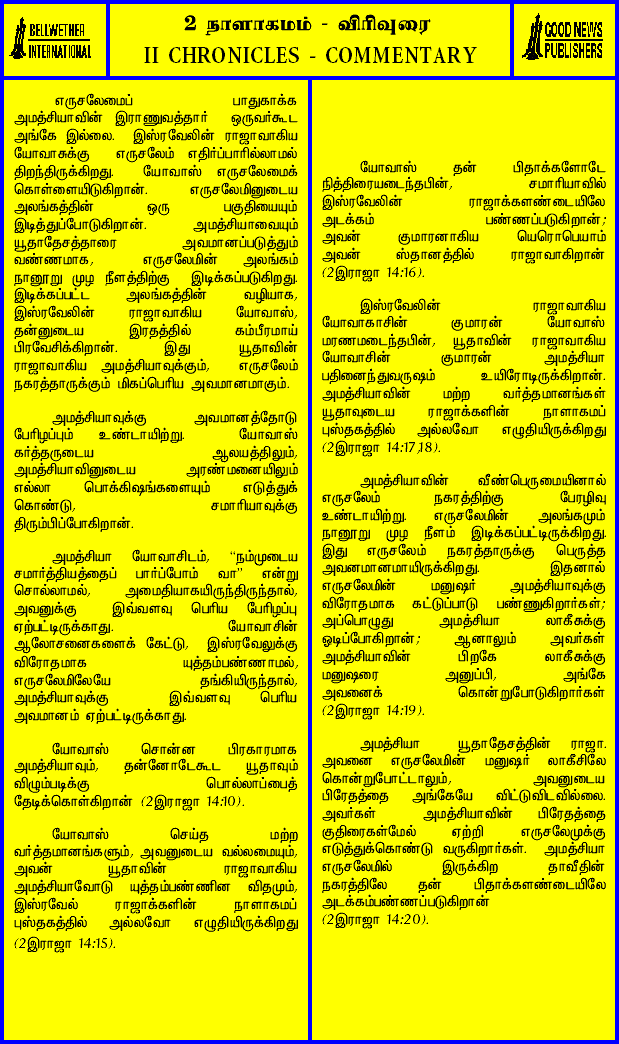 BELLWETHER
INTERNATIONAL
2 நாளாகமம் - விரிவுரை
II CHRONICLES - COMMENTARY
GOOD NEWS
PUBLISHERS
எருசலேமைப் பாதுகாக்க
அமத்சியாவின் இராணுவத்தார் ஒருவர்கூட
அங்கே இல்லை. இஸ்ரவேலின் ராஜாவாகிய
யோவாசுக்கு எருசலேம் எதிர்ப்பாரில்லாமல்
திறந்திருக்கிறது. யோவாஸ் எருசலேமைக்
கொள்ளையிடுகிறான். எருசலேமினுடைய
அலங்கத்தின் ஒரு பகுதியையும்
இடித்துப்போடுகிறான். அமத்சியாவையும்
யூதாதேசத்தாரை அவமானப்படுத்தும்
வண்ணமாக, எருசலேமின் அலங்கம்
நானூறு முழ நீளத்திற்கு இடிக்கப்படுகிறது.
இடிக்கப்பட்ட அலங்கத்தின் வழியாக,
இஸ்ரவேலின் ராஜாவாகிய யோவாஸ்,
தன்னுடைய இரதத்தில் கம்பீரமாய்
பிரவேசிக்கிறான். இது யூதாவின்
ராஜாவாகிய அமத்சியாவுக்கும், எருசலேம்
நகரத்தாருக்கும் மிகப்பெரிய அவமானமாகும்.
அமத்சியாவுக்கு அவமானத்தோடு
பேரிழப்பும் உண்டாயிற்று. யோவாஸ்
கர்த்தருடைய ஆலயத்திலும்,
அமத்சியாவினுடைய அரண்மனையிலும்
எல்லா பொக்கிஷங்களையும் எடுத்துக்
கொண்டு, சமாரியாவுக்கு
திரும்பிப்போகிறான்.
அமத்சியா யோவாசிடம், “நம்முடைய
சமார்த்தியத்தைப் பார்ப்போம் வா” என்று
சொல்லாமல், அமைதியாகயிருந்திருந்தால்,
அவனுக்கு இவ்வளவு பெரிய பேரிழப்பு
ஏற்பட்டிருக்காது. யோவாசின்
ஆலோசனைகளைக் கேட்டு, இஸ்ரவேலுக்கு
விரோதமாக யுத்தம்பண்ணாமல்,
எருசலேமிலேயே தங்கியிருந்தால்,
அமத்சியாவுக்கு இவ்வளவு பெரிய
அவமானம் ஏற்பட்டிருக்காது.
யோவாஸ் சொன்ன பிரகாரமாக
அமத்சியாவும், தன்னோடேகூட யூதாவும்
விழும்படிக்கு பொல்லாப்பைத்
தேடிக்கொள்கிறான் (2இராஜா 14:10).
யோவாஸ் செய்த மற்ற
வர்த்தமானங்களும், அவனுடைய வல்லமையும்,
அவன் யூதாவின் ராஜாவாகிய
அமத்சியாவோடு யுத்தம்பண்ணின விதமும்,
இஸ்ரவேல் ராஜாக்களின் நாளாகமப்
புஸ்தகத்தில் அல்லவோ எழுதியிருக்கிறது
(2இராஜா 14:15).
யோவாஸ் தன் பிதாக்களோடே
நித்திரையடைந்தபின், சமாரியாவில்
இஸ்ரவேலின் ராஜாக்களண்டையிலே
அடக்கம் பண்ணப்படுகிறான்;
அவன் குமாரனாகிய யெரொபெயாம்
அவன் ஸ்தானத்தில் ராஜாவாகிறான்
(2இராஜா 14:16).
இஸ்ரவேலின் ராஜாவாகிய
யோவாகாசின் குமாரன் யோவாஸ்
மரணமடைந்தபின், யூதாவின் ராஜாவாகிய
யோவாசின் குமாரன் அமத்சியா
பதினைந்துவருஷம் உயிரோடிருக்கிறான்.
அமத்சியாவின் மற்ற வர்த்தமானங்கள்
யூதாவுடைய ராஜாக்களின் நாளாகமப்
புஸ்தகத்தில் அல்லவோ எழுதியிருக்கிறது
(2இராஜா 14:17,18).
அமத்சியாவின் வீண்பெருமையினால்
எருசலேம் நகரத்திற்கு பேரழிவு
உண்டாயிற்று. எருசலேமின் அலங்கமும்
நானூறு முழ நீளம் இடிக்கப்பட்டிருக்கிறது.
இது எருசலேம் நகரத்தாருக்கு பெருத்த
அவனமானமாயிருக்கிறது. இதனால்
எருசலேமின் மனுஷர் அமத்சியாவுக்கு
விரோதமாக கட்டுப்பாடு பண்ணுகிறார்கள்;
அப்பொழுது அமத்சியா லாகீசுக்கு
ஓடிப்போகிறான்; ஆனாலும் அவர்கள்
அமத்சியாவின் பிறகே லாகீசுக்கு
மனுஷரை அனுப்பி, அங்கே
அவனைக் கொன்றுபோடுகிறார்கள்
(2இராஜா 14:19).
அமத்சியா யூதாதேசத்தின் ராஜா.
அவனை எருசலேமின் மனுஷர் லாகீசிலே
கொன்றுபோட்டாலும், அவனுடைய
பிரேதத்தை அங்கேயே விட்டுவிடவில்லை.
அவர்கள் அமத்சியாவின் பிரேதத்தை
குதிரைகள்மேல் ஏற்றி எருசலேமுக்கு
எடுத்துக்கொண்டு வருகிறார்கள். அமத்சியா
எருசலேமில் இருக்கிற தாவீதின்
நகரத்திலே தன் பிதாக்களண்டையிலே
அடக்கம்பண்ணப்படுகிறான்
(2இராஜா 14:20).